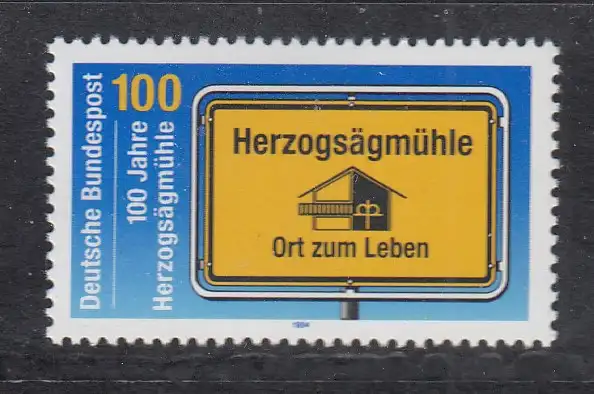 Deutsche Bundespost
100
100 Jahre
Herzogsägmühle
Herzogsägmühle
Ort zum Leben
1994